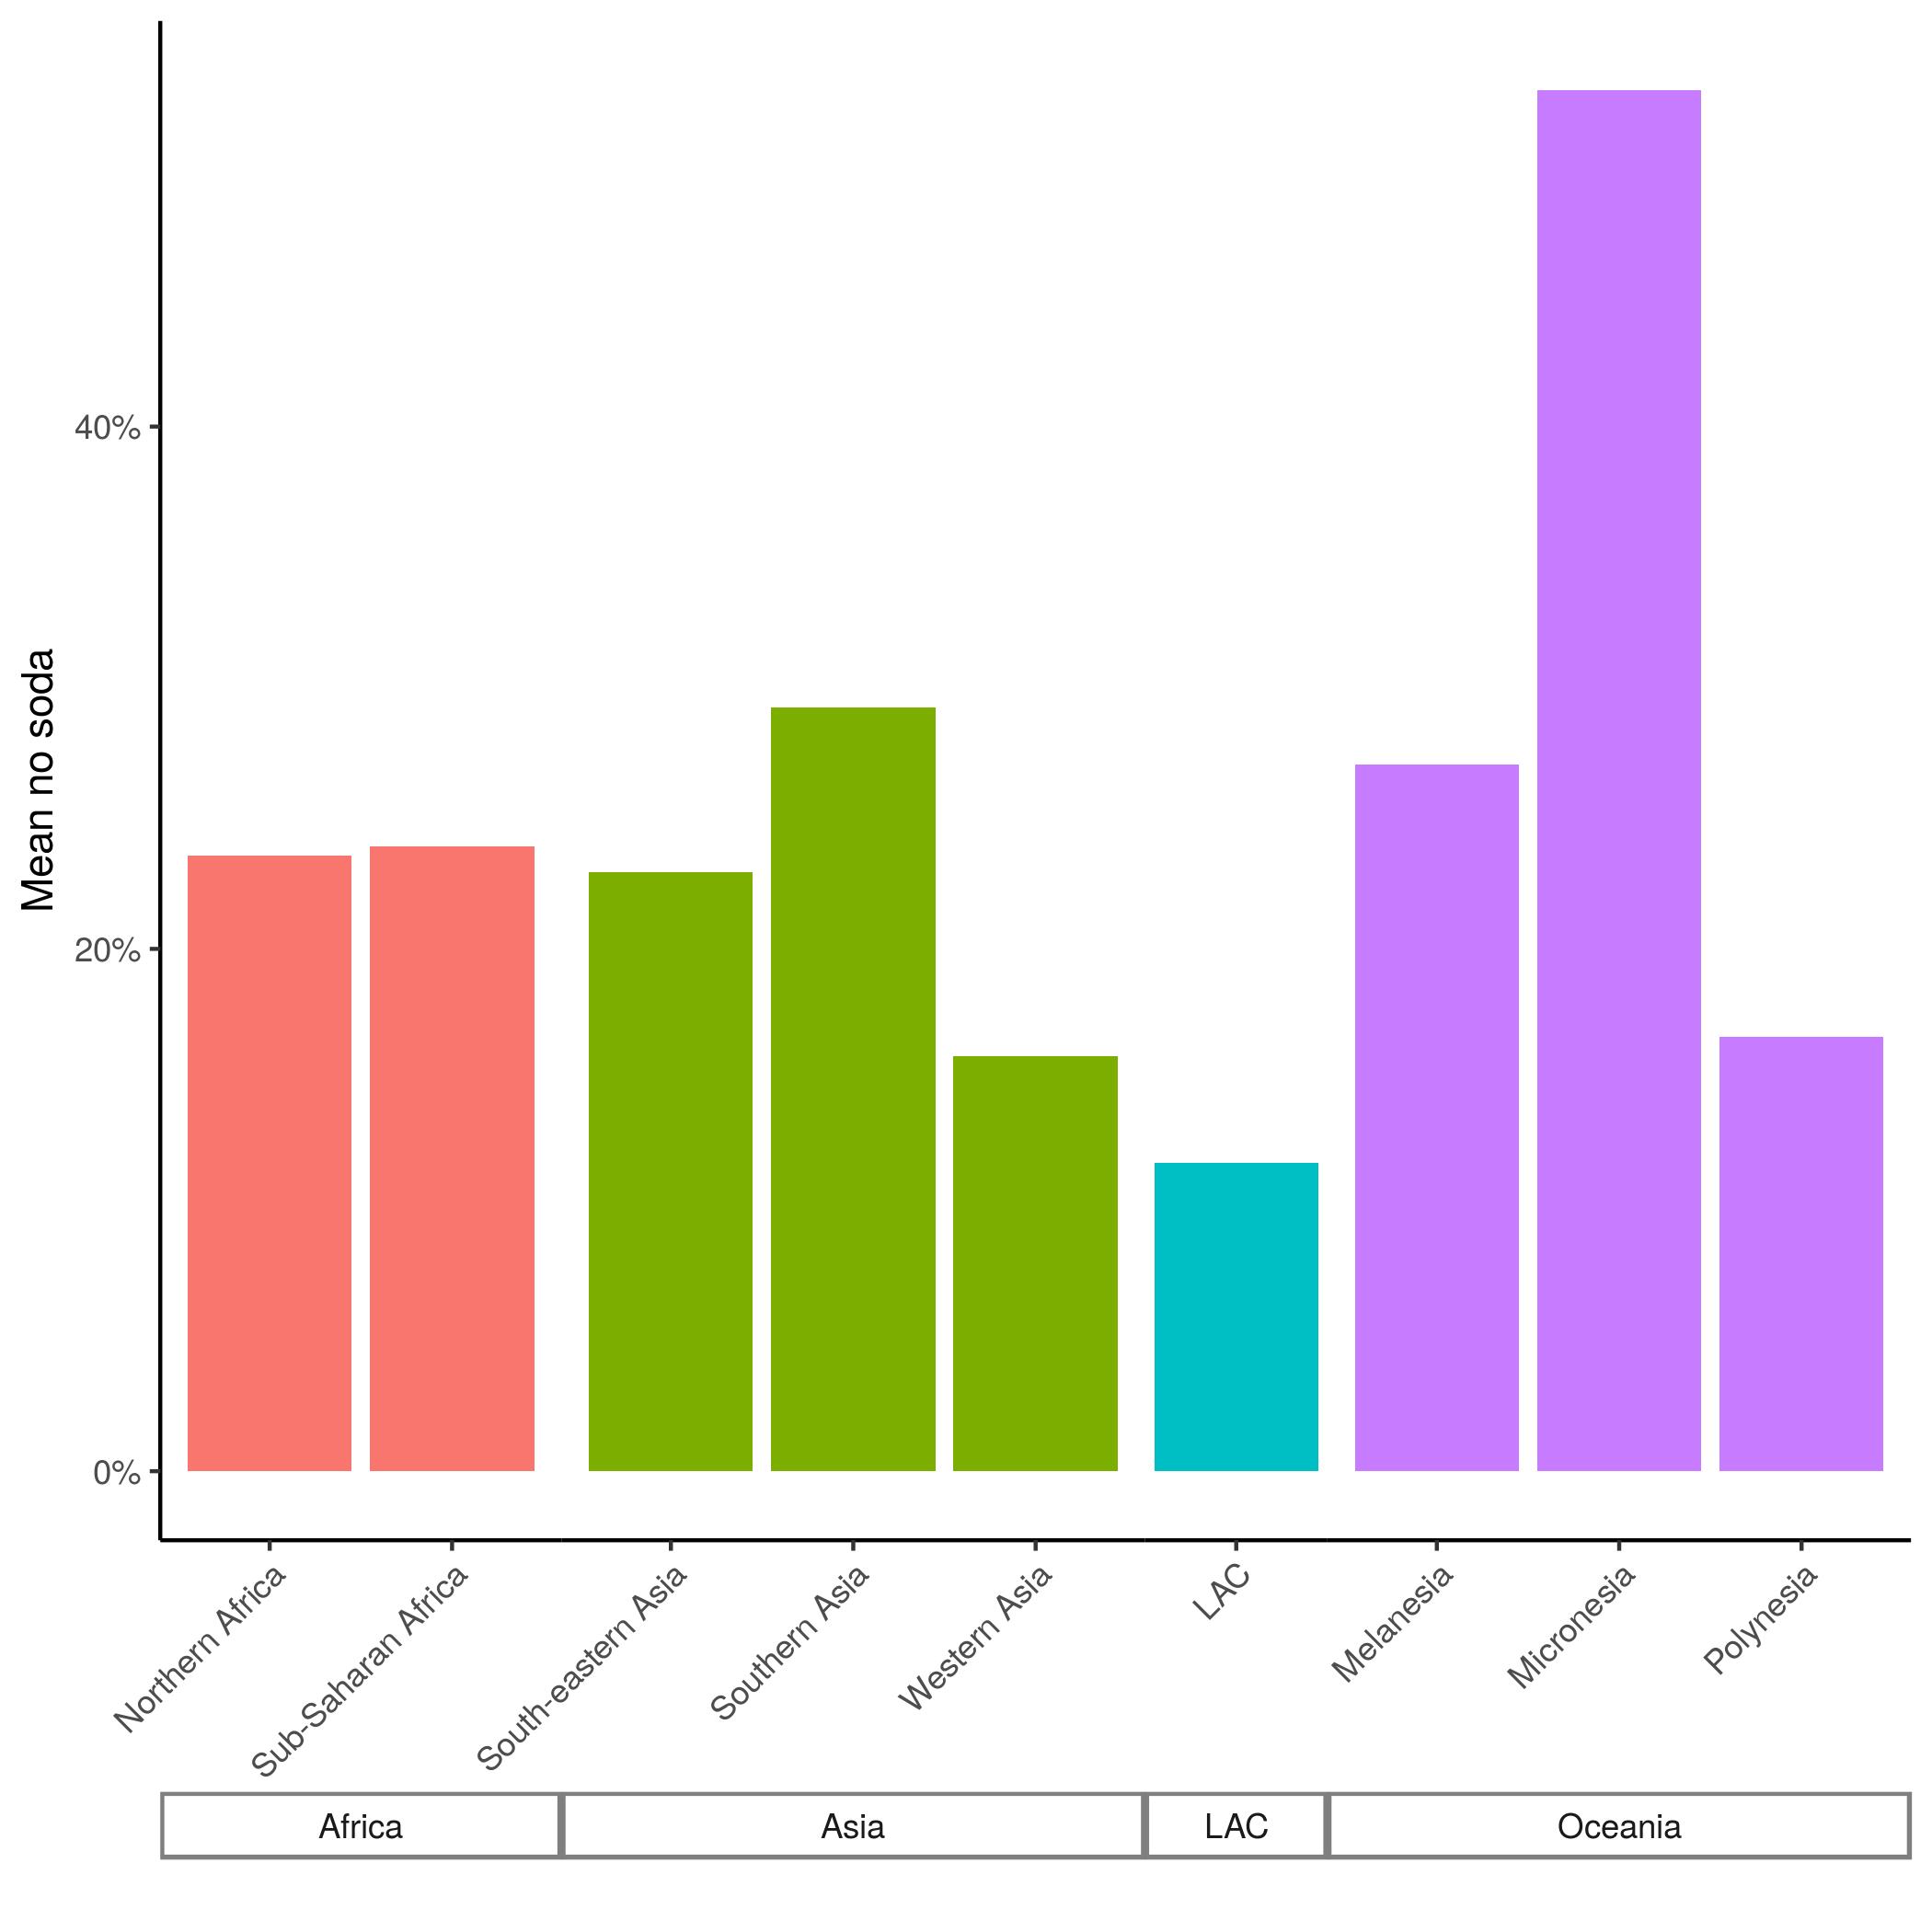 Mean no soda
40%
20%
0%
Northern Africa
Sub-Saharan Africa
South-eastern Asia
Southern Asia
Western Asia
LAC
Melanesia
Micronesia
Polynesia
Africa
Asia
LAC
Oceania